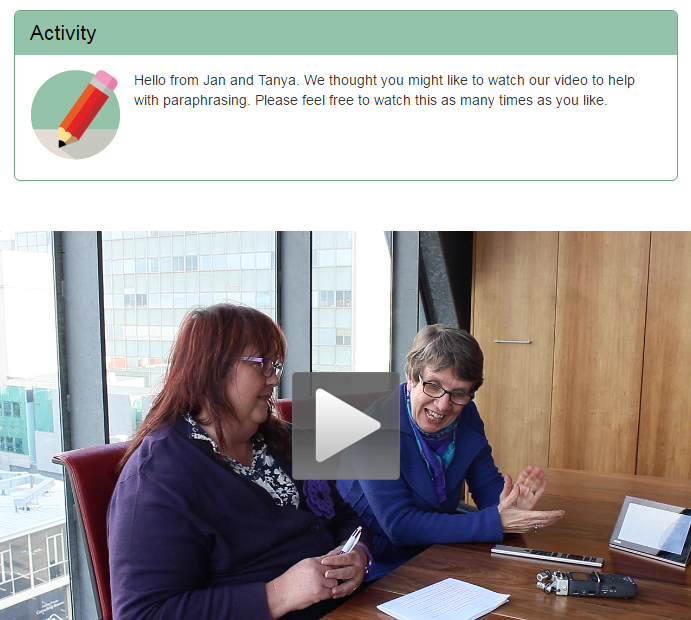 Activity
Hello from Jan and Tanya. We thought you might like to watch our video to help
with paraphrasing. Please feel free to watch this as many times as you like.